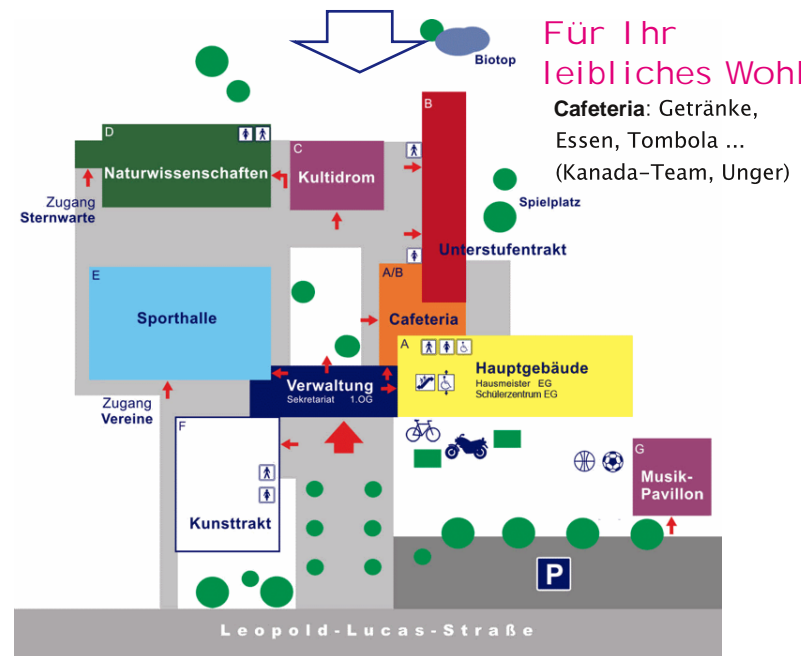 Für Ihr
leibliches Wohl
Cafeteria: Getränke,
Essen, Tombola ...
(Kanada-Team, Unger)
Biotop
B
D
Naturwissenschaften
C
Kultidrom
Zugang
Sternwarte
Spielplatz
Unterstufentrakt
E
Sporthalle
A/B
Cafeteria
A
Hauptgebäude
Hausmeister EG
Schülerzentrum EG
Verwaltung
Sekretariat 1.OG
Zugang
Vereine
F
Kunsttrakt
G
Musik-
Pavillon
P
Leopold-Lucas-Straße